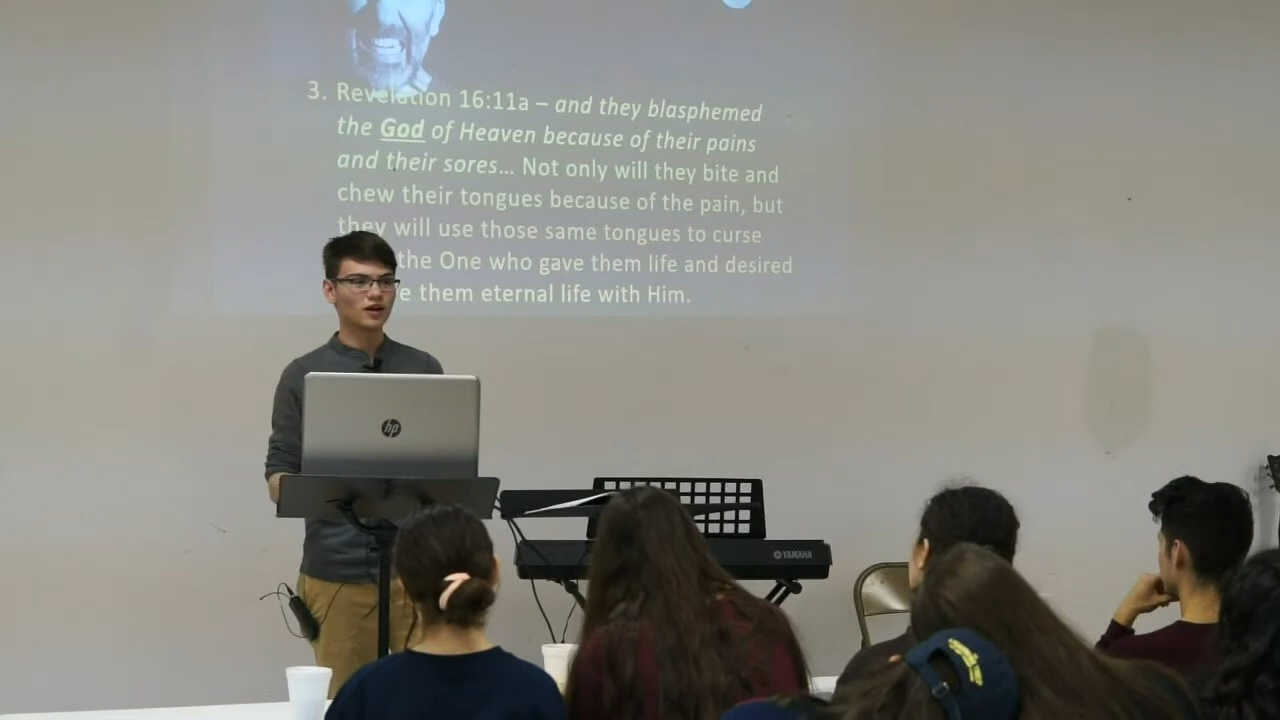 3. Revelation 16:11a – and they blasphemed
the God of Heaven because of their pains
and their sores... Not only will they bite and
chew their tongues because of the pain, but
they will use those same tongues to curse
the One who gave them life and desired
them eternal life with Him.
hp
YAMAHA